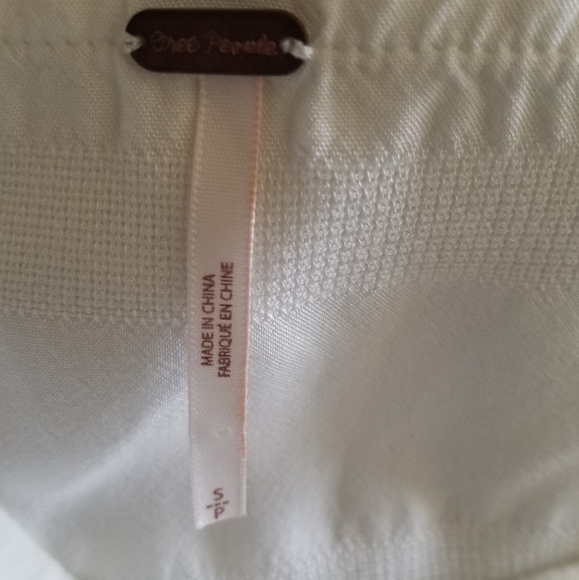 Free People
MADE IN CHINA
FABRIQUÉ EN CHINE
S/P